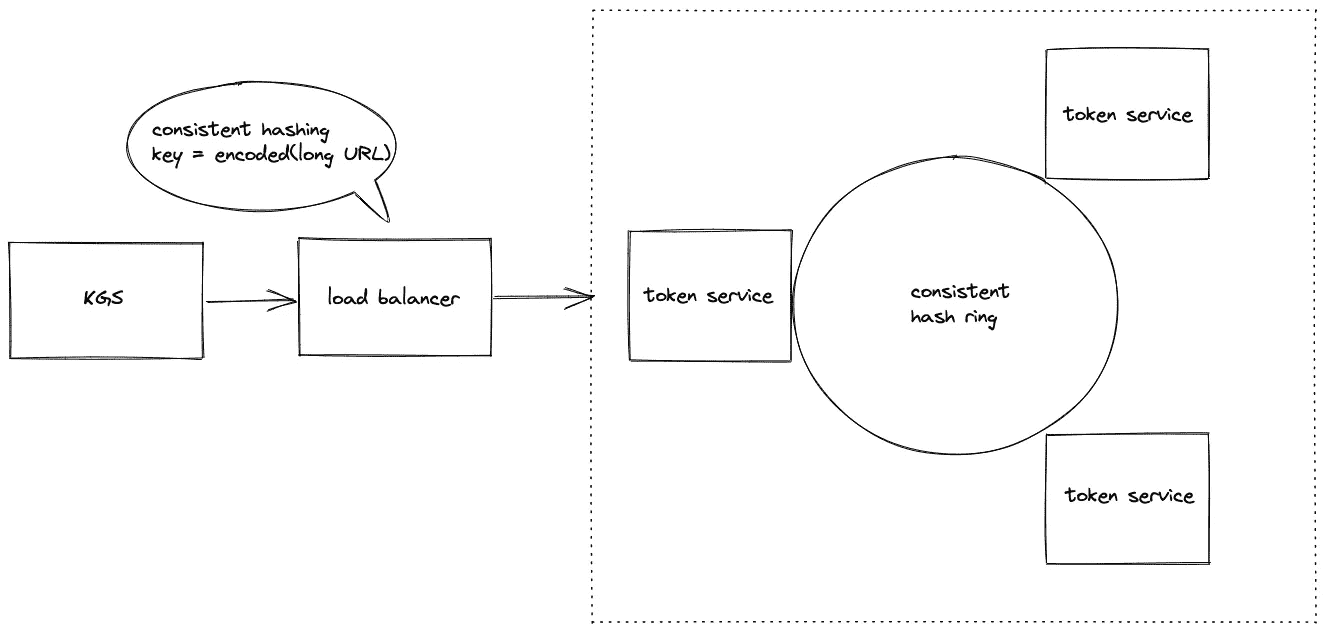 consistent hashing
key = encoded(long URL)
KGS
load balancer
token service
token service
consistent
hash ring
token service